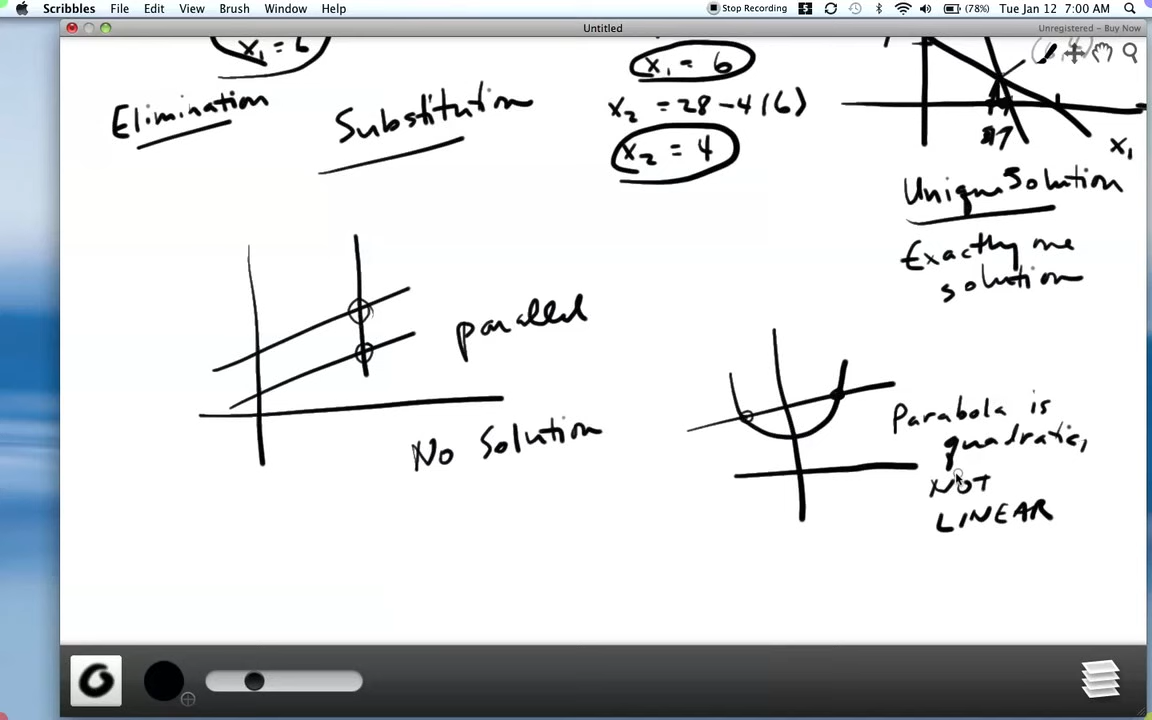 Scribbles File Edit View Brush Window Help
Stop Recording (78%) Tue Jan 12 7:00 AM
Untitled
Unregistered - Buy Now
x₁ = 6
Elimination
Substitution
x₁ = 6
x₂ = 28 - 4(6)
x₂ = 4
x₁
Unique Solution
Exactly one
solution
parallel
No Solution
Parabola is
quadratic,
NOT
LINEAR